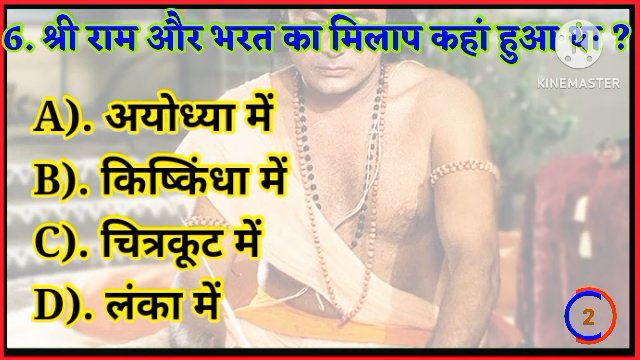 6. श्री राम और भरत का मिलाप कहां हुआ था ?
KINEMASTER
A). अयोध्या में
B). किष्किंधा में
C). चित्रकूट में
D). लंका में
2